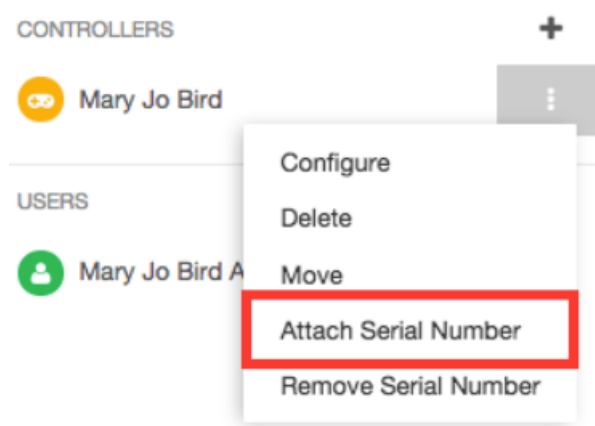 CONTROLLERS
Mary Jo Bird
Configure
USERS
Delete
Mary Jo Bird A
Move
Attach Serial Number
Remove Serial Number